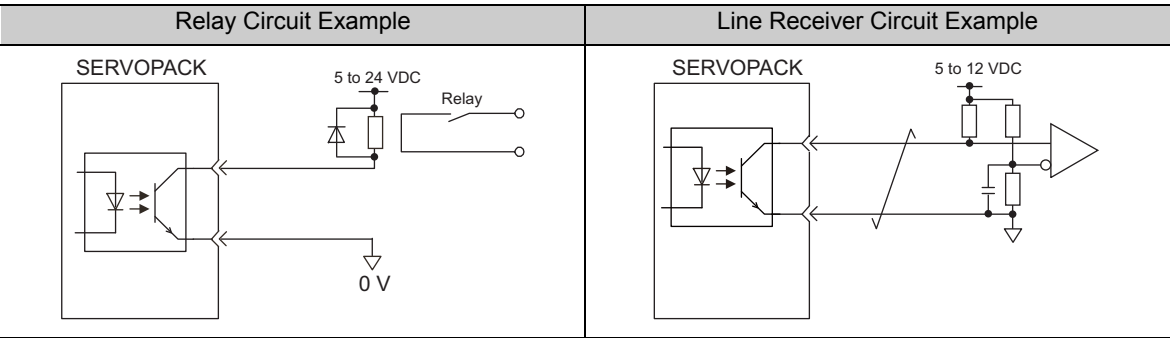 Relay Circuit Example
Line Receiver Circuit Example
SERVOPACK
5 to 24 VDC
Relay
0 V
SERVOPACK
5 to 12 VDC